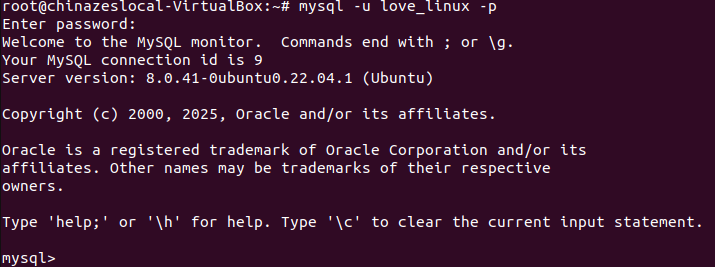 root@chinazeslocal-VirtualBox:~# mysql -u love_linux -p
Enter password:
Welcome to the MySQL monitor.  Commands end with ; or \g.
Your MySQL connection id is 9
Server version: 8.0.41-0ubuntu0.22.04.1 (Ubuntu)

Copyright (c) 2000, 2025, Oracle and/or its affiliates.

Oracle is a registered trademark of Oracle Corporation and/or its
affiliates. Other names may be trademarks of their respective
owners.

Type 'help;' or '\h' for help. Type '\c' to clear the current input statement.

mysql>